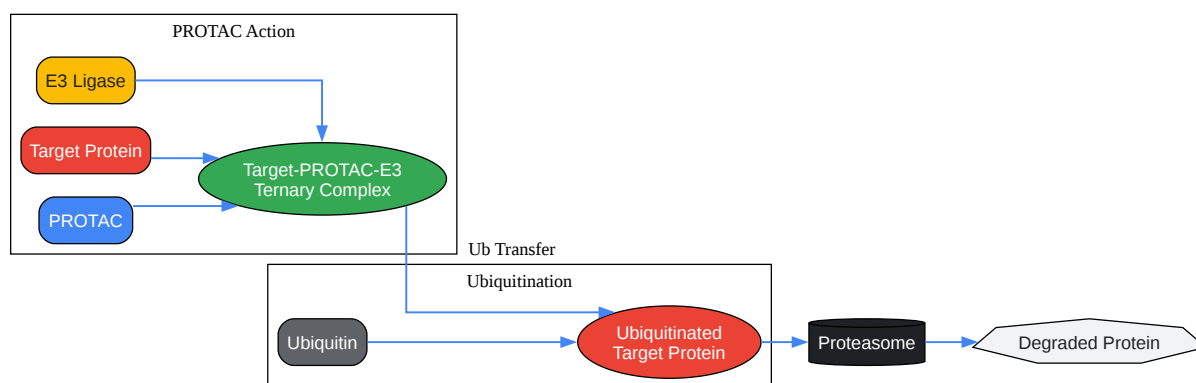 PROTAC Action
E3 Ligase
Target Protein
Target-PROTAC-E3
Ternary Complex
PROTAC
Ub Transfer
Ubiquitination
Ubiquitin
Ubiquitinated
Target Protein
Proteasome
Degraded Protein